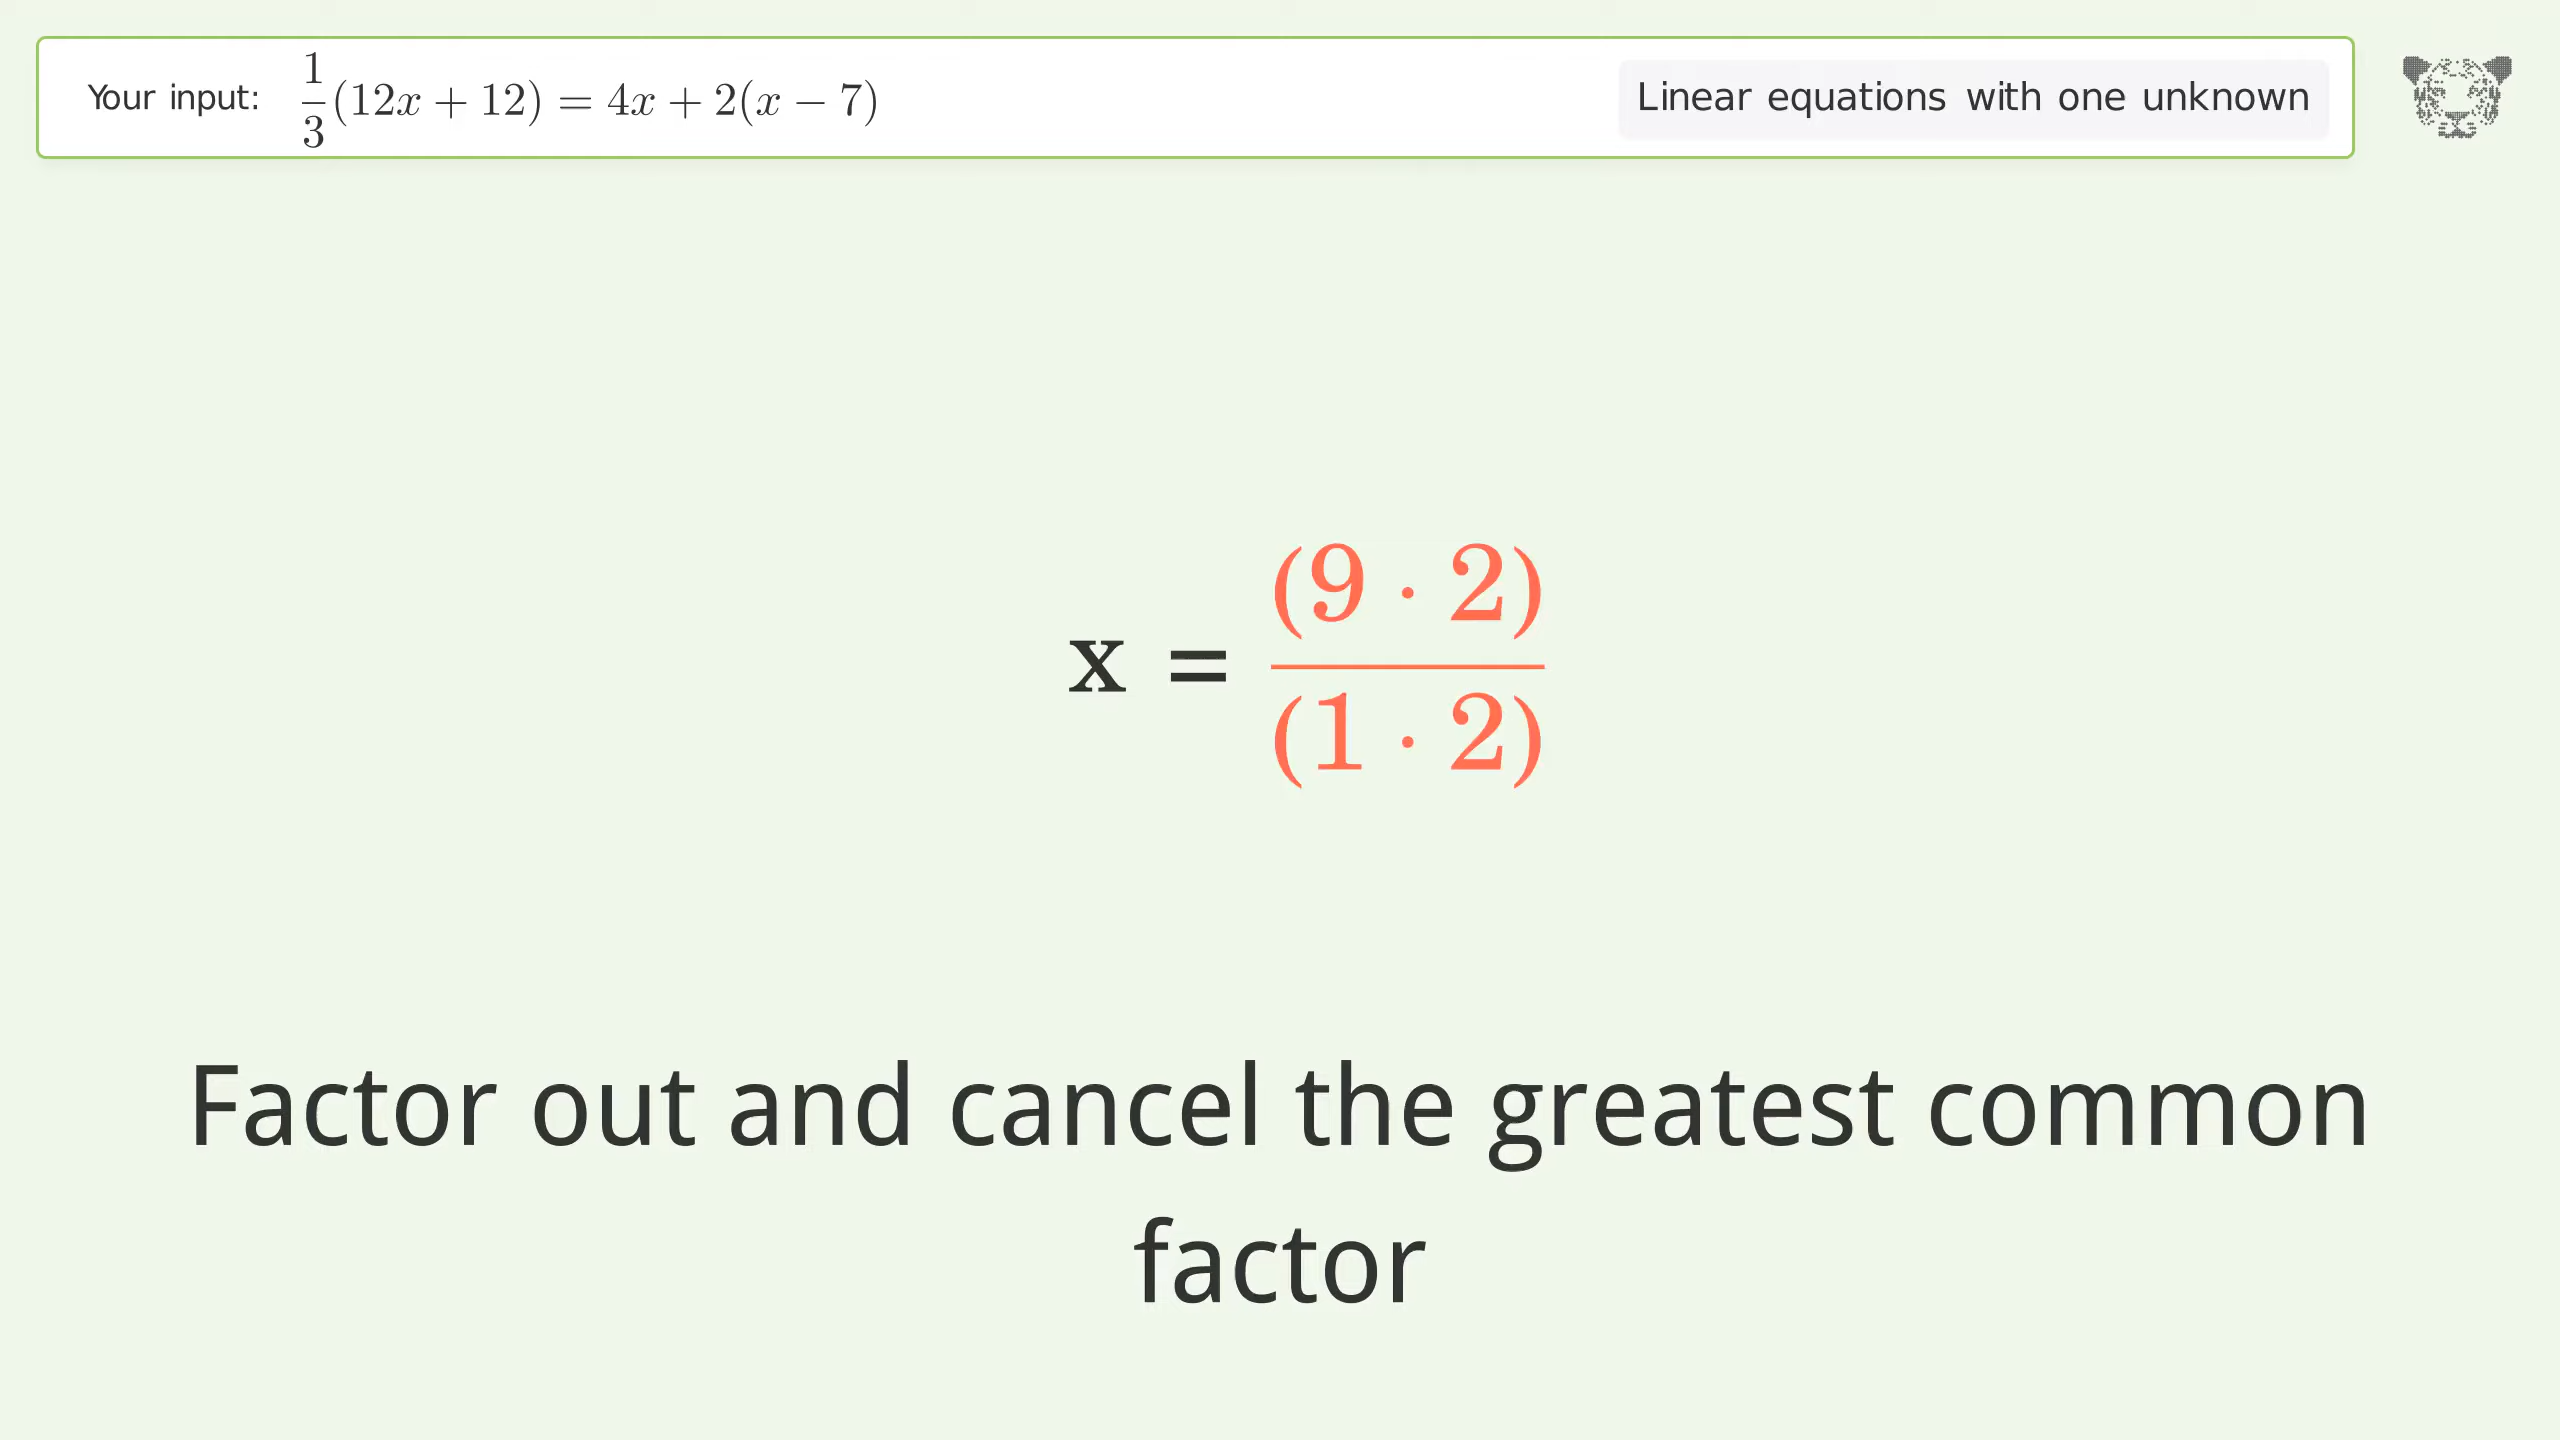 Your input: 1/3(12x + 12) = 4x + 2(x − 7)
Linear equations with one unknown
x = (9 · 2)/(1 · 2)
Factor out and cancel the greatest common
factor